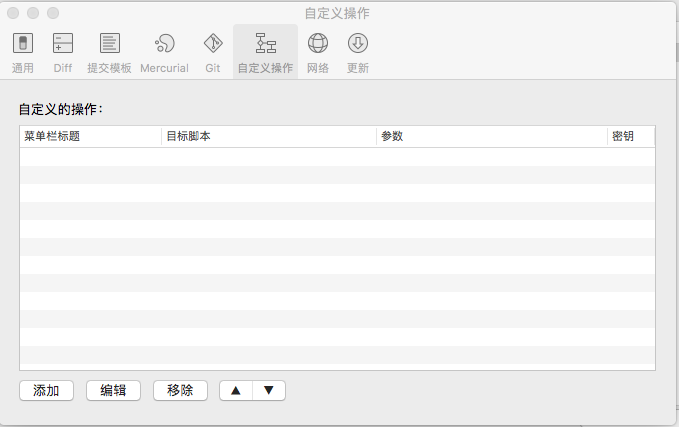 自定义操作
通用 Diff 提交模板 Mercurial Git 自定义操作 网络 更新
自定义的操作：
菜单栏标题 目标脚本 参数 密钥
添加 编辑 移除 ▲ ▼